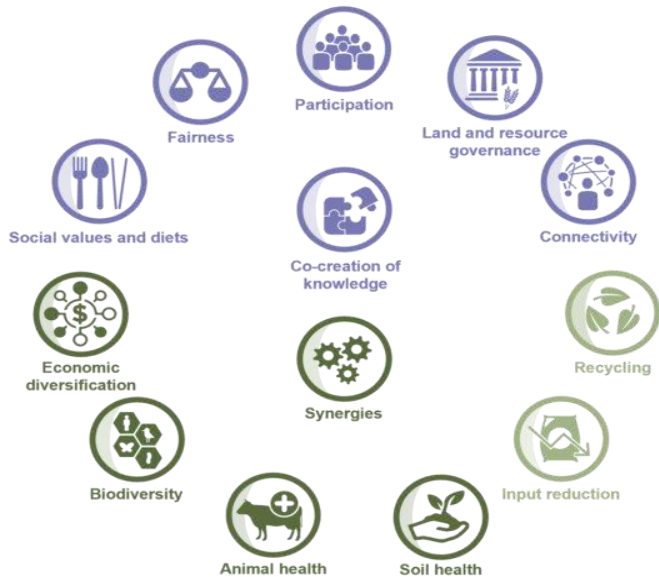 Participation
Fairness
Land and resource
governance
Social values and diets
Co-creation of
knowledge
Connectivity
$
Economic
diversification
Synergies
Recycling
Biodiversity
Input reduction
Animal health
Soil health